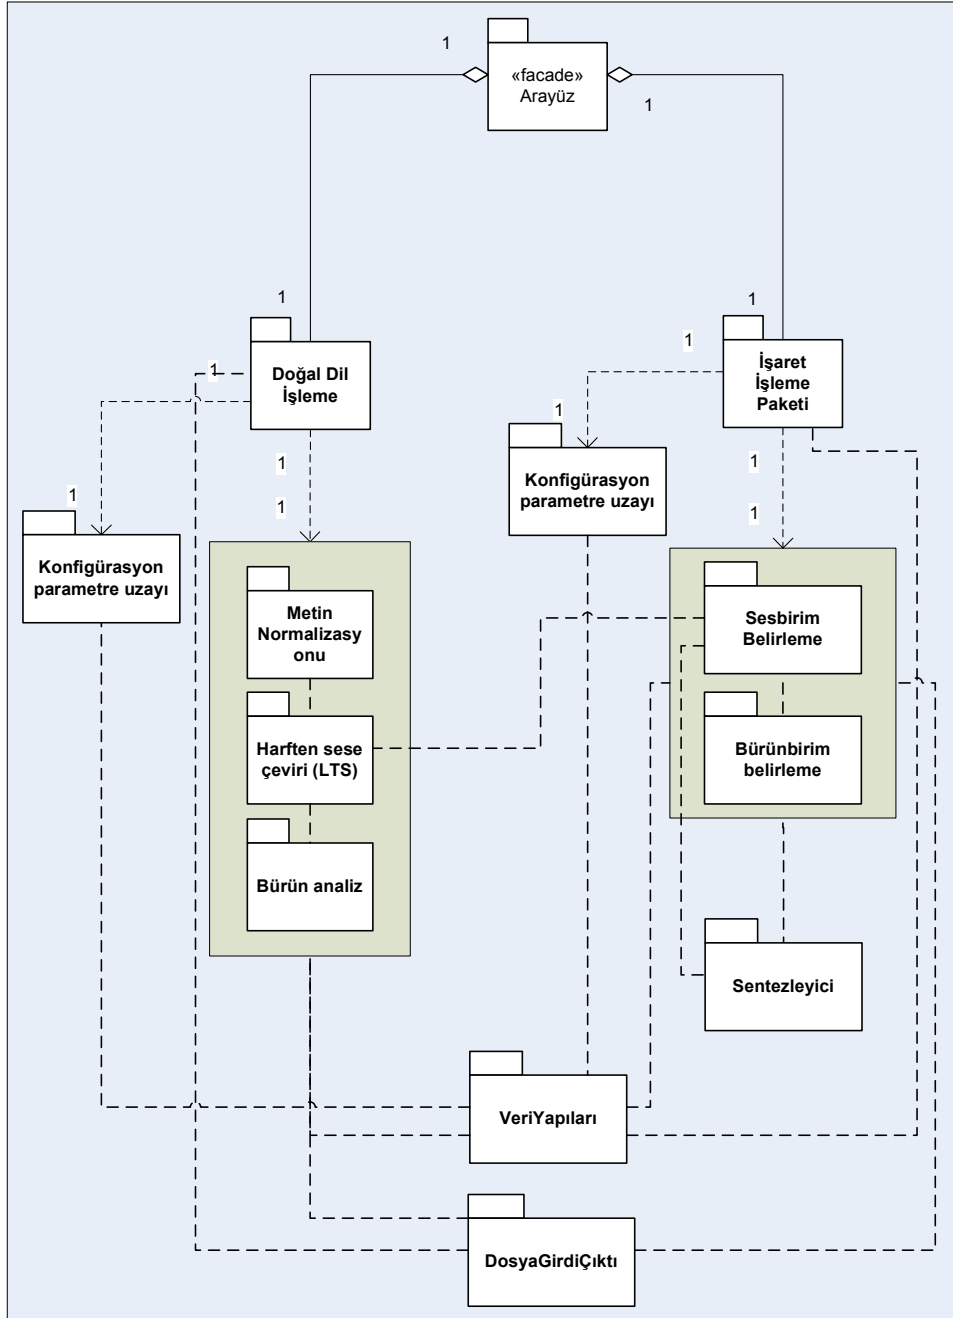 1
«facade»
Arayüz
1
1
1
Doğal Dil
İşleme
1
1
İşaret
İşleme
Paketi
1
1
1
1
1
1
1
Konfigürasyon
parametre uzayı
Konfigürasyon
parametre uzayı
Metin
Normalizasy
onu
Harften sese
çeviri (LTS)
Bürün analiz
Sesbirim
Belirleme
Bürünbirim
belirleme
Sentezleyici
VeriYapıları
DosyaGirdiÇıktı